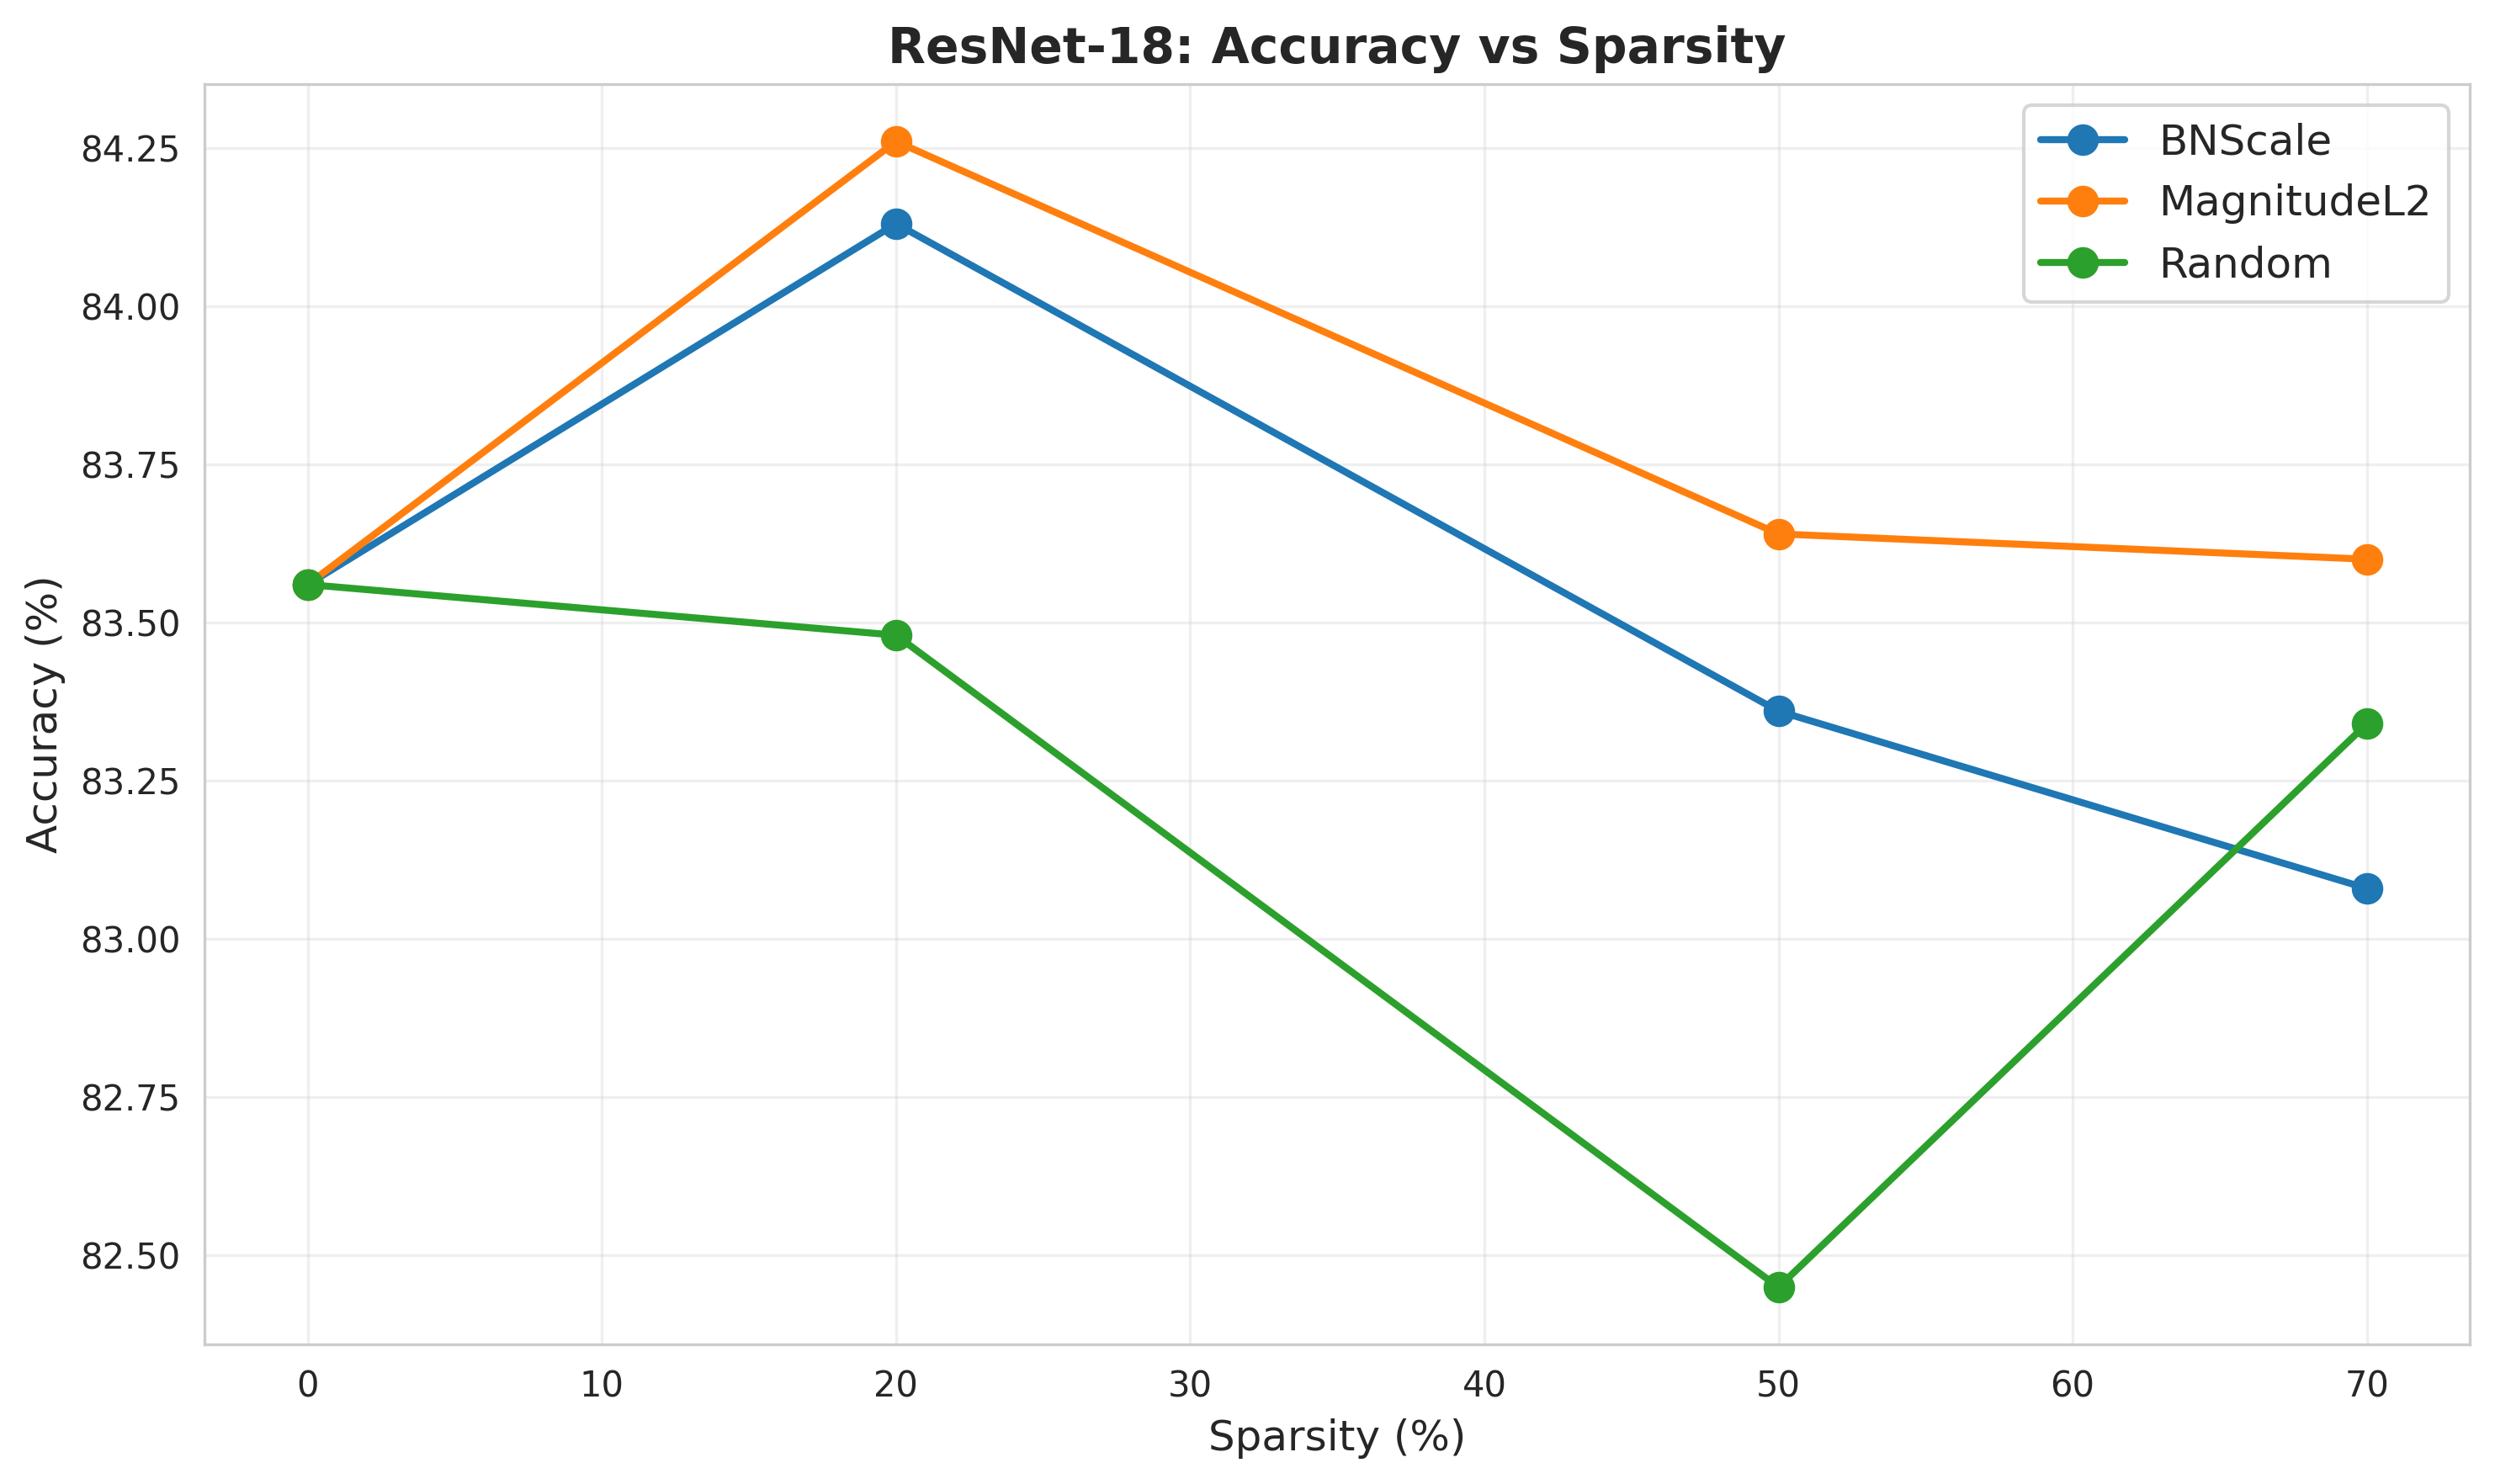 ResNet-18: Accuracy vs Sparsity
BNScale
MagnitudeL2
Random
Accuracy (%)
84.25
84.00
83.75
83.50
83.25
83.00
82.75
82.50
0 10 20 30 40 50 60 70
Sparsity (%)